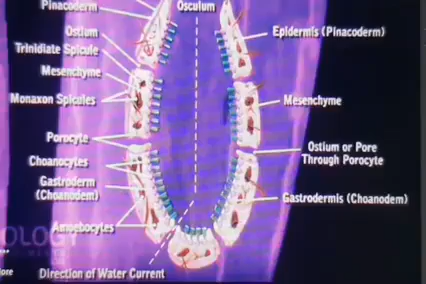 Pinacoderm
Osculum
Ostium
Trinidiate Spicule
Mesenchyme
Monaxon Spicules
Porocyte
Choanocytes
Gastroderm
(Choanodem)
Amoebocytes
Direction of Water Current
Epidermis (Pinacoderm)
Mesenchyme
Ostium or Pore
Through Porocyte
Gastrodermis (Choanodem)
OLOGY